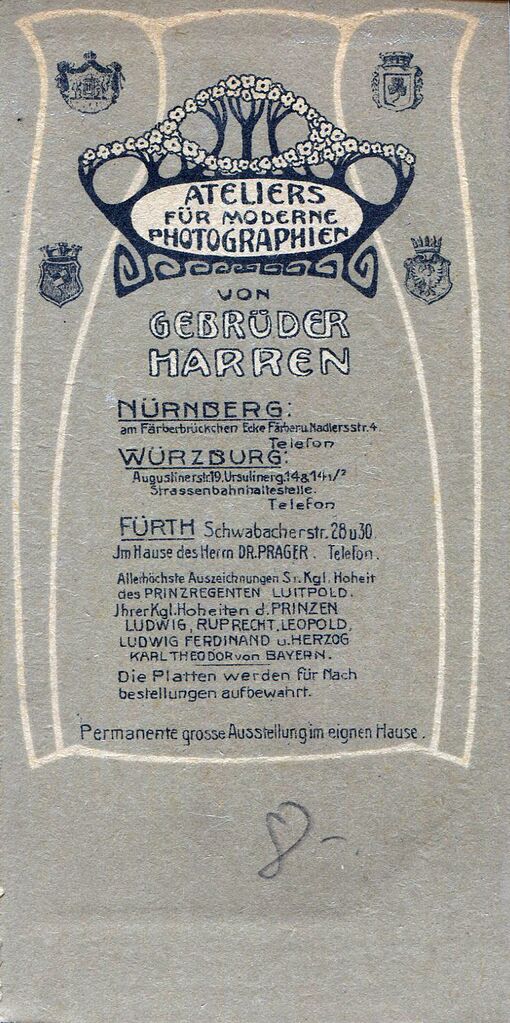 ATELIERS
FÜR MODERNE
PHOTOGRAPHIEN
VON
GEBRÜDER
HARREN
NÜRNBERG:
am Färberbrückchen Ecke Färber u. Nadlersstr. 4.
Telefon
WÜRZBURG:
Augustinerstr. 19, Ursulinerg. 14 & 14 1/2
Strassenbahnhaltestelle.
Telefon
FÜRTH Schwabacherstr. 28 u 30.
Jm Hause des Herrn DR. PRAGER. Telefon.
Allerhöchste Auszeichnungen Sr. Kgl. Hoheit
des PRINZREGENTEN LUITPOLD.
Jhrer Kgl. Hoheiten d. PRINZEN
LUDWIG, RUPRECHT, LEOPOLD,
LUDWIG FERDINAND u. HERZOG
KARL THEODOR von BAYERN.
Die Platten werden für Nach
bestellungen aufbewahrt.
Permanente grosse Ausstellung im eignen Hause.